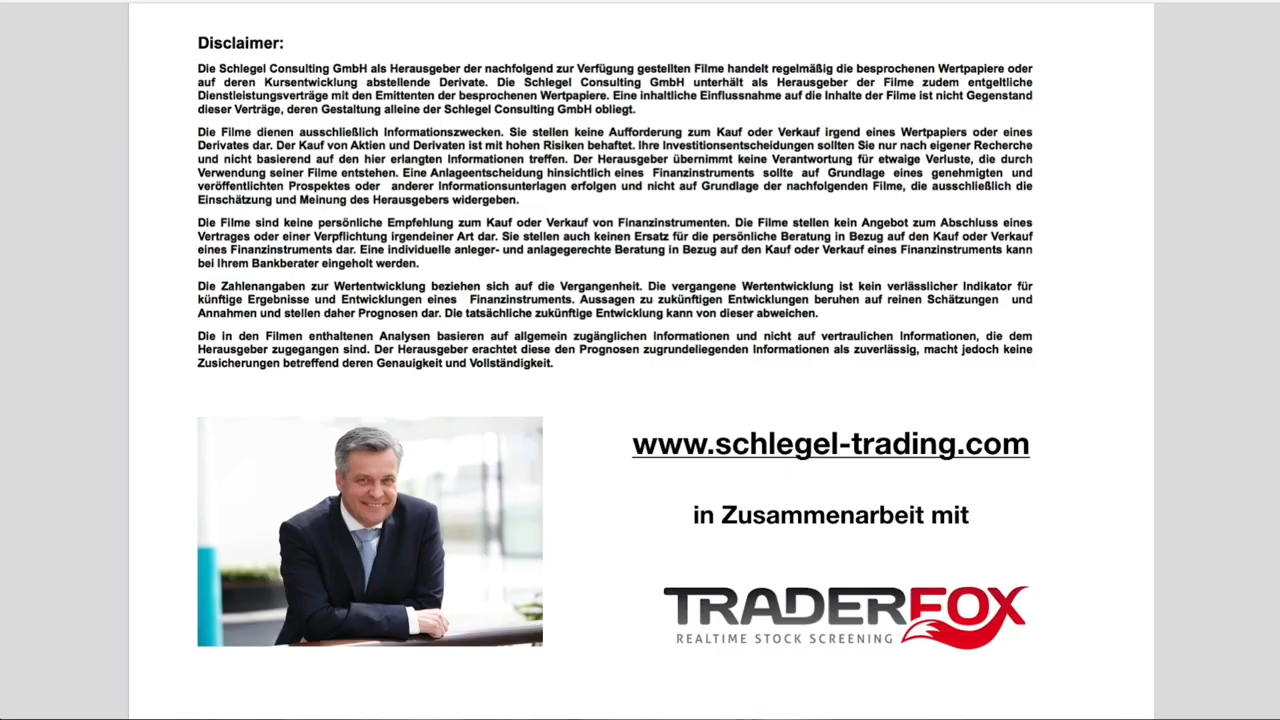 Disclaimer:
Die Schlegel Consulting GmbH als Herausgeber der nachfolgend zur Verfügung gestellten Filme handelt regelmäßig die besprochenen Wertpapiere oder
auf deren Kursentwicklung abstellende Derivate. Die Schlegel Consulting GmbH unterhält als Herausgeber der Filme zudem entgeltliche
Dienstleistungsverträge mit den Emittenten der besprochenen Wertpapiere. Eine inhaltliche Einflussnahme auf die Inhalte der Filme ist nicht Gegenstand
dieser Verträge, deren Gestaltung alleine der Schlegel Consulting GmbH obliegt.
Die Filme dienen ausschließlich Informationszwecken. Sie stellen keine Aufforderung zum Kauf oder Verkauf irgend eines Wertpapiers oder eines
Derivates dar. Der Kauf von Aktien und Derivaten ist mit hohen Risiken behaftet. Ihre Investitionsentscheidungen sollten Sie nur nach eigener Recherche
und nicht basierend auf den hier erlangten Informationen treffen. Der Herausgeber übernimmt keine Verantwortung für etwaige Verluste, die durch
Verwendung seiner Filme entstehen. Eine Anlageentscheidung hinsichtlich eines Finanzinstruments sollte auf Grundlage eines genehmigten und
veröffentlichten Prospektes oder anderer Informationsunterlagen erfolgen und nicht auf Grundlage der nachfolgenden Filme, die ausschließlich die
Einschätzung und Meinung des Herausgebers widergeben.
Die Filme sind keine persönliche Empfehlung zum Kauf oder Verkauf von Finanzinstrumenten. Die Filme stellen kein Angebot zum Abschluss eines
Vertrages oder einer Verpflichtung irgendeiner Art dar. Sie stellen auch keinen Ersatz für die persönliche Beratung in Bezug auf den Kauf oder Verkauf
eines Finanzinstruments dar. Eine individuelle anleger- und anlagegerechte Beratung in Bezug auf den Kauf oder Verkauf eines Finanzinstruments kann
bei Ihrem Bankberater eingeholt werden.
Die Zahlenangaben zur Wertentwicklung beziehen sich auf die Vergangenheit. Die vergangene Wertentwicklung ist kein verlässlicher Indikator für
künftige Ergebnisse und Entwicklungen eines Finanzinstruments. Aussagen zu zukünftigen Entwicklungen beruhen auf reinen Schätzungen und
Annahmen und stellen daher Prognosen dar. Die tatsächliche zukünftige Entwicklung kann von dieser abweichen.
Die in den Filmen enthaltenen Analysen basieren auf allgemein zugänglichen Informationen und nicht auf vertraulichen Informationen, die dem
Herausgeber zugegangen sind. Der Herausgeber erachtet diese den Prognosen zugrundeliegenden Informationen als zuverlässig, macht jedoch keine
Zusicherungen betreffend deren Genauigkeit und Vollständigkeit.
www.schlegel-trading.com
in Zusammenarbeit mit
TRADERFOX
REALTIME STOCK SCREENING